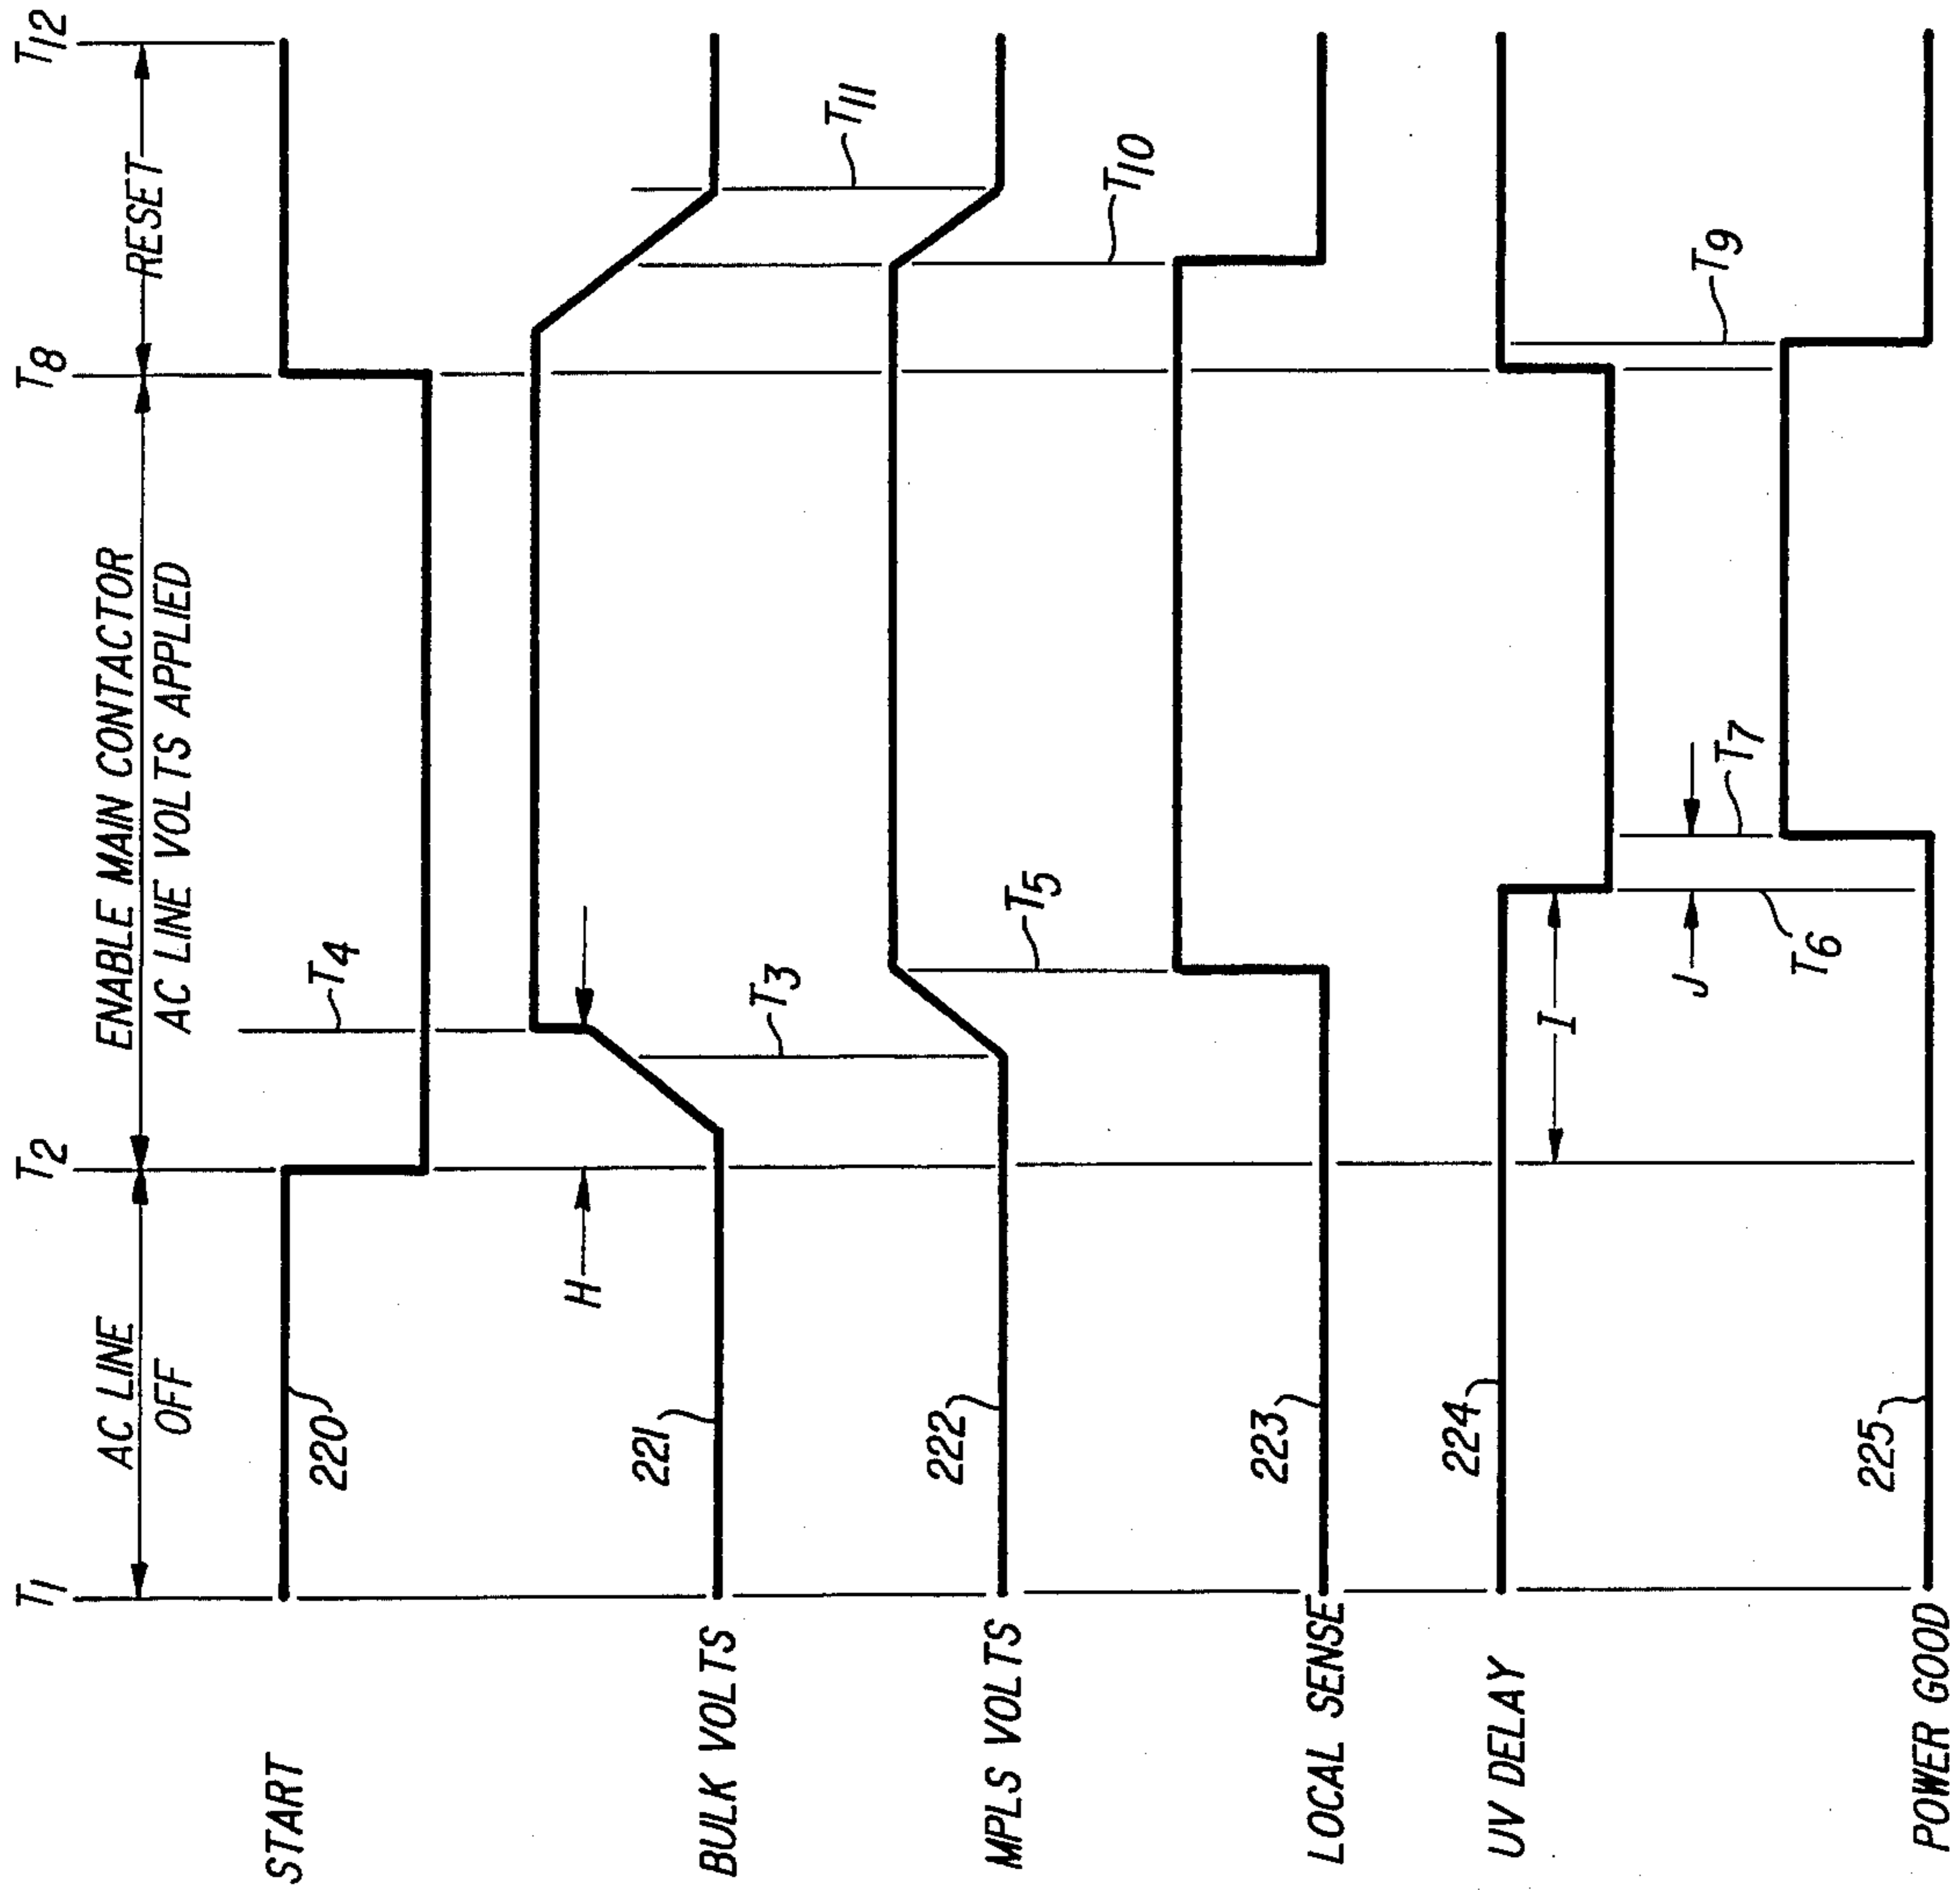 T1
T2
T8
T12
AC LINE
OFF
ENABLE MAIN CONTACTOR
AC LINE VOLTS APPLIED
RESET
START
220
T4
H
BULK VOLTS
221
T3
T11
MPLS VOLTS
222
T5
T10
LOCAL SENSE
223
UV DELAY
224
I
J
T6
T7
T9
POWER GOOD
225